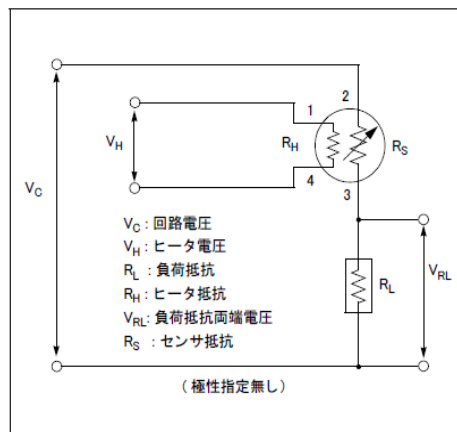 1
2
V_H
R_H
R_S
4
3
V_C
V_C : 回路電圧
V_H : ヒータ電圧
R_L : 負荷抵抗
R_H : ヒータ抵抗
V_RL: 負荷抵抗両端電圧
R_S : センサ抵抗
R_L
V_RL
(極性指定無し)